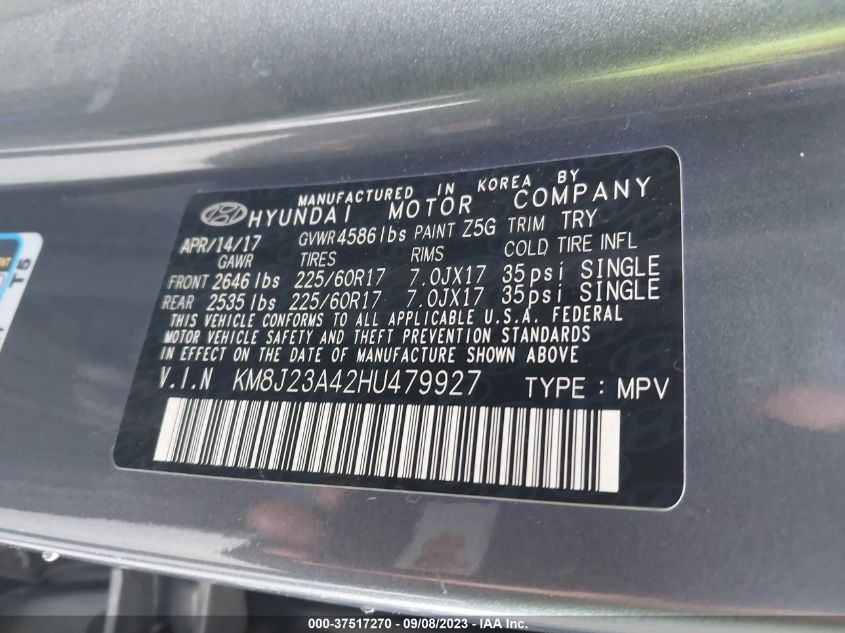 MANUFACTURED IN KOREA BY
HYUNDAI MOTOR COMPANY
APR/14/17 GVWR4586lbs PAINT Z5G TRIM TRY
GAWR TIRES RIMS COLD TIRE INFL
FRONT 2646 lbs 225/60R17 7.0JX17 35psi SINGLE
REAR 2535 lbs 225/60R17 7.0JX17 35psi SINGLE
THIS VEHICLE CONFORMS TO ALL APPLICABLE U.S.A. FEDERAL
MOTOR VEHICLE SAFETY AND THEFT PREVENTION STANDARDS
IN EFFECT ON THE DATE OF MANUFACTURE SHOWN ABOVE
V.I.N KM8J23A42HU479927 TYPE : MPV
T5
000-37517270 - 09/08/2023 - IAA Inc.